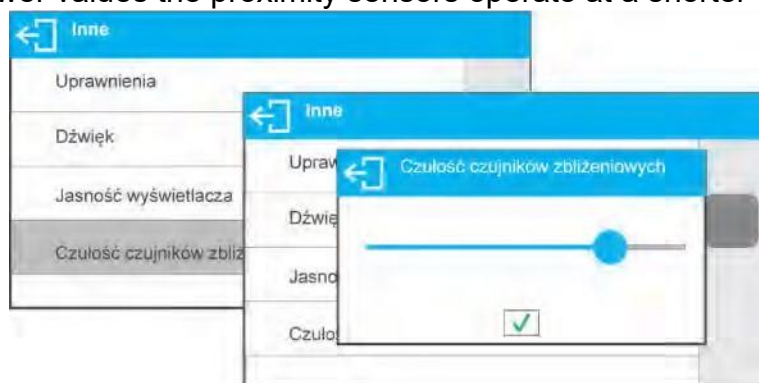 wer values the proximity sensors operate at a shorter
Inne
Uprawnienia
Dźwięk
Jasność wyświetlacza
Czułość czujników zbliż
Inne
Upraw
Dźwię
Jasno
Czuło
Czułość czujników zbliżeniowych